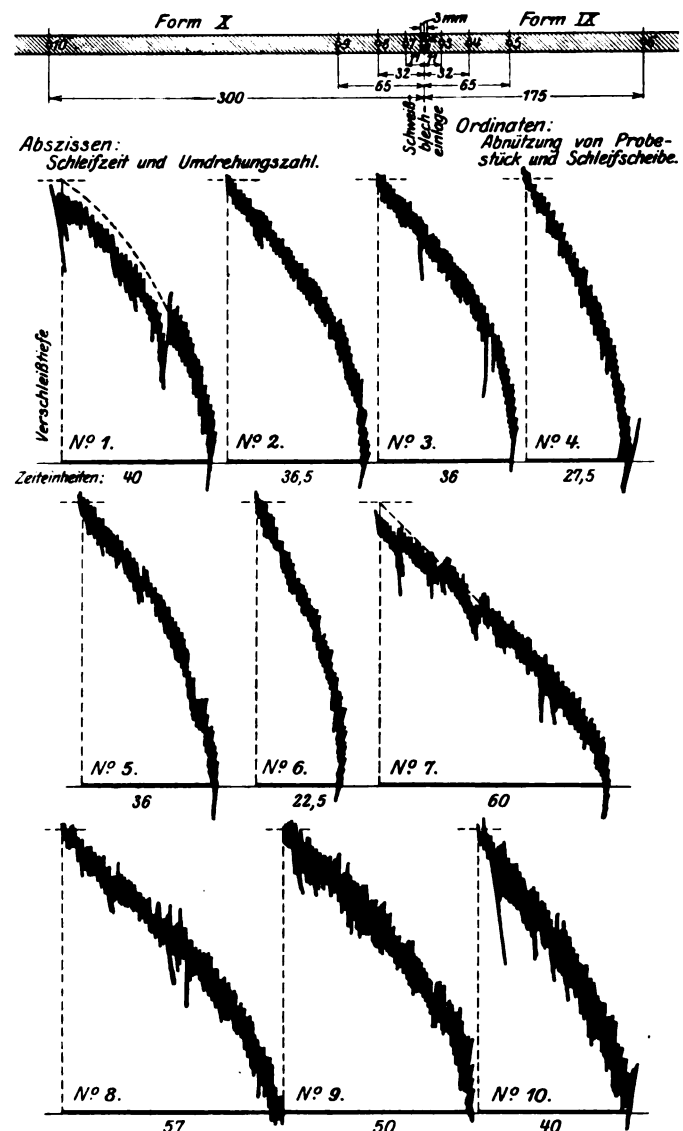 Form X
3mm
Form IX
10 9 8 7 3 4 5 6
11 11
32 32
65 65
300 175
Schweiß-
blech-
einlage
Abszissen:
Schleifzeit und Umdrehungszahl.
Ordinaten:
Abnützung von Probe-
stück und Schleifscheibe.
Verschleißtiefe
Nº 1. Nº 2. Nº 3. Nº 4.
Zeiteinheiten: 40 36,5 36 27,5
Nº 5. Nº 6. Nº 7.
36 22,5 60
Nº 8. Nº 9. Nº 10.
57 50 40